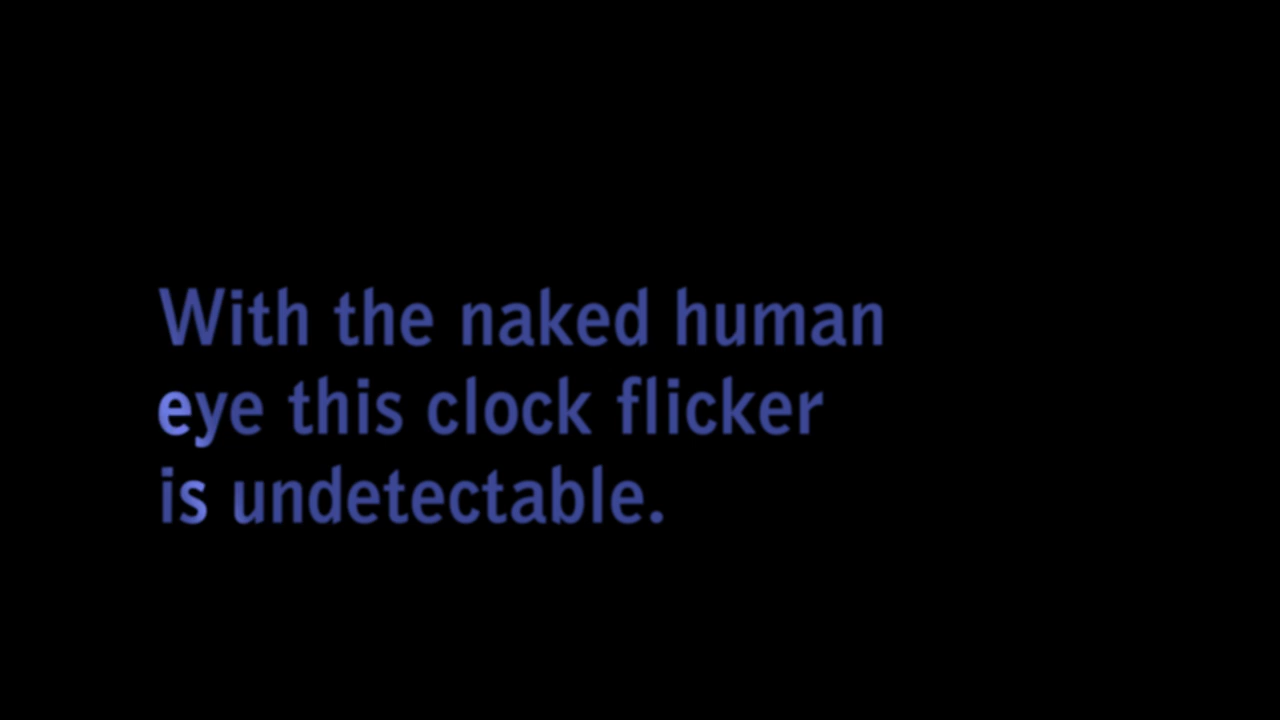 With the naked human
eye this clock flicker
is undetectable.